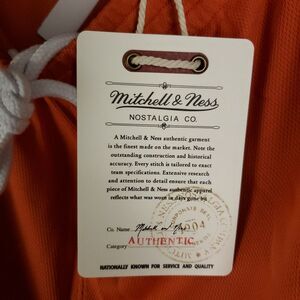 Mitchell & Ness
NOSTALGIA CO.
A Mitchell & Ness authentic garment
is the finest made on the market. Note the
outstanding construction and historical
accuracy. Every stitch is tailored to exact
team specifications. Extensive research
and attention to detail ensure that each
piece of Mitchell & Ness authentic apparel
reflects what was worn in days gone by.
Co. Name
Category AUTHENTIC
NATIONALLY KNOWN FOR SERVICE AND QUALITY